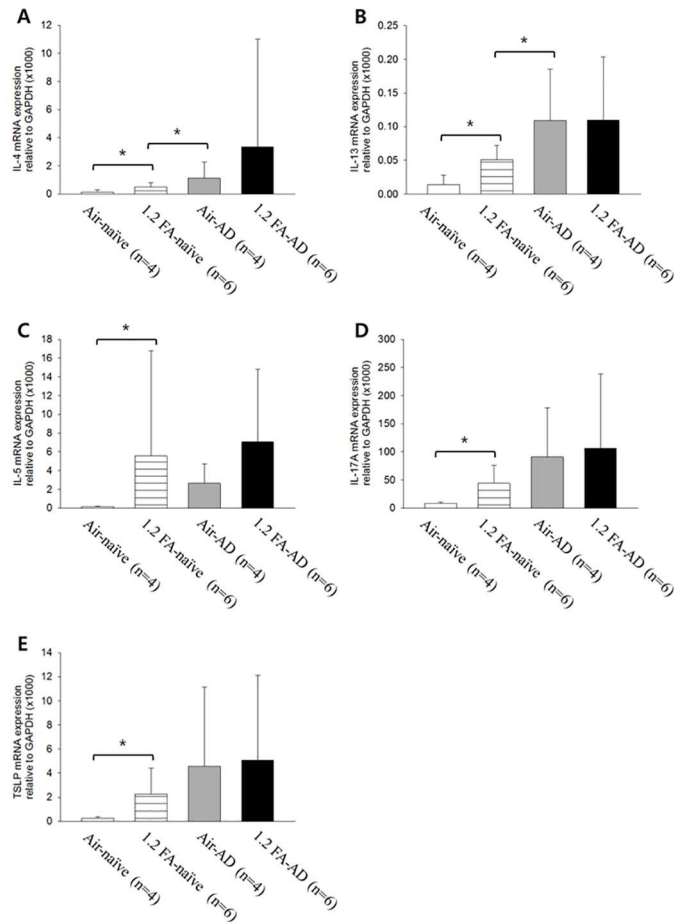 A
IL-4 mRNA expression
relative to GAPDH (x1000)
12
10
8
6
4
2
0
*
*
Air-naïve (n=4)
1.2 FA-naïve (n=6)
Air-AD (n=4)
1.2 FA-AD (n=6)
B
IL-13 mRNA expression
relative to GAPDH (x1000)
0.25
0.20
0.15
0.10
0.05
0.00
*
*
Air-naïve (n=4)
1.2 FA-naïve (n=6)
Air-AD (n=4)
1.2 FA-AD (n=6)
C
IL-5 mRNA expression
relative to GAPDH (x1000)
18
16
14
12
10
8
6
4
2
0
*
Air-naïve (n=4)
1.2 FA-naïve (n=6)
Air-AD (n=4)
1.2 FA-AD (n=6)
D
IL-17A mRNA expression
relative to GAPDH (x1000)
300
250
200
150
100
50
0
*
Air-naïve (n=4)
1.2 FA-naïve (n=6)
Air-AD (n=4)
1.2 FA-AD (n=6)
E
TSLP mRNA expression
relative to GAPDH (x1000)
14
12
10
8
6
4
2
0
*
Air-naïve (n=4)
1.2 FA-naïve (n=6)
Air-AD (n=4)
1.2 FA-AD (n=6)